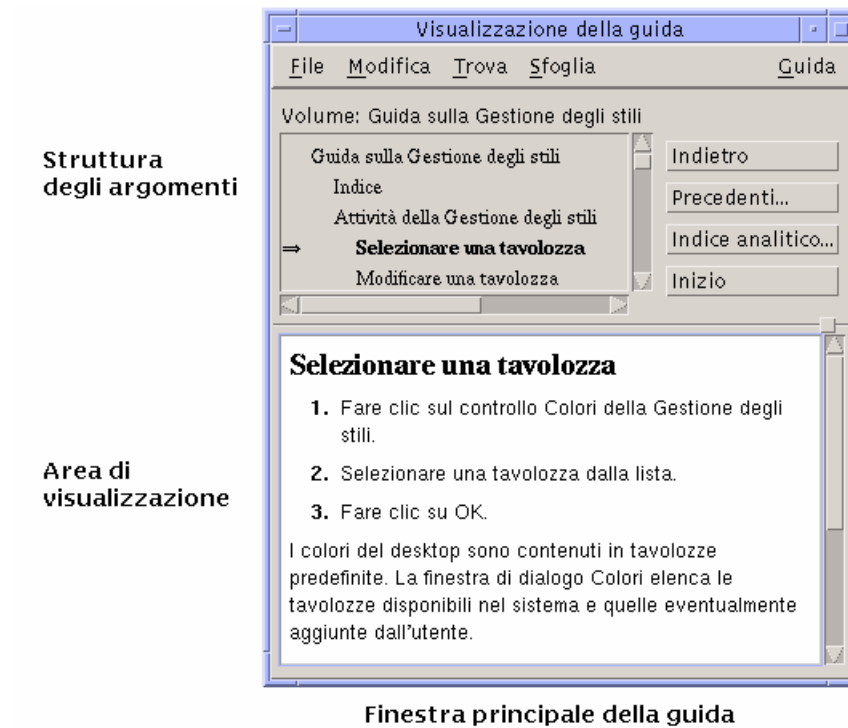 Visualizzazione della guida
File Modifica Trova Sfoglia Guida
Volume: Guida sulla Gestione degli stili
Struttura
degli argomenti
Guida sulla Gestione degli stili
Indice
Attività della Gestione degli stili
⇒ Selezionare una tavolozza
Modificare una tavolozza
Indietro
Precedenti...
Indice analitico...
Inizio
Area di
visualizzazione
Selezionare una tavolozza
1. Fare clic sul controllo Colori della Gestione degli
stili.
2. Selezionare una tavolozza dalla lista.
3. Fare clic su OK.
I colori del desktop sono contenuti in tavolozze
predefinite. La finestra di dialogo Colori elenca le
tavolozze disponibili nel sistema e quelle eventualmente
aggiunte dall'utente.
Finestra principale della guida